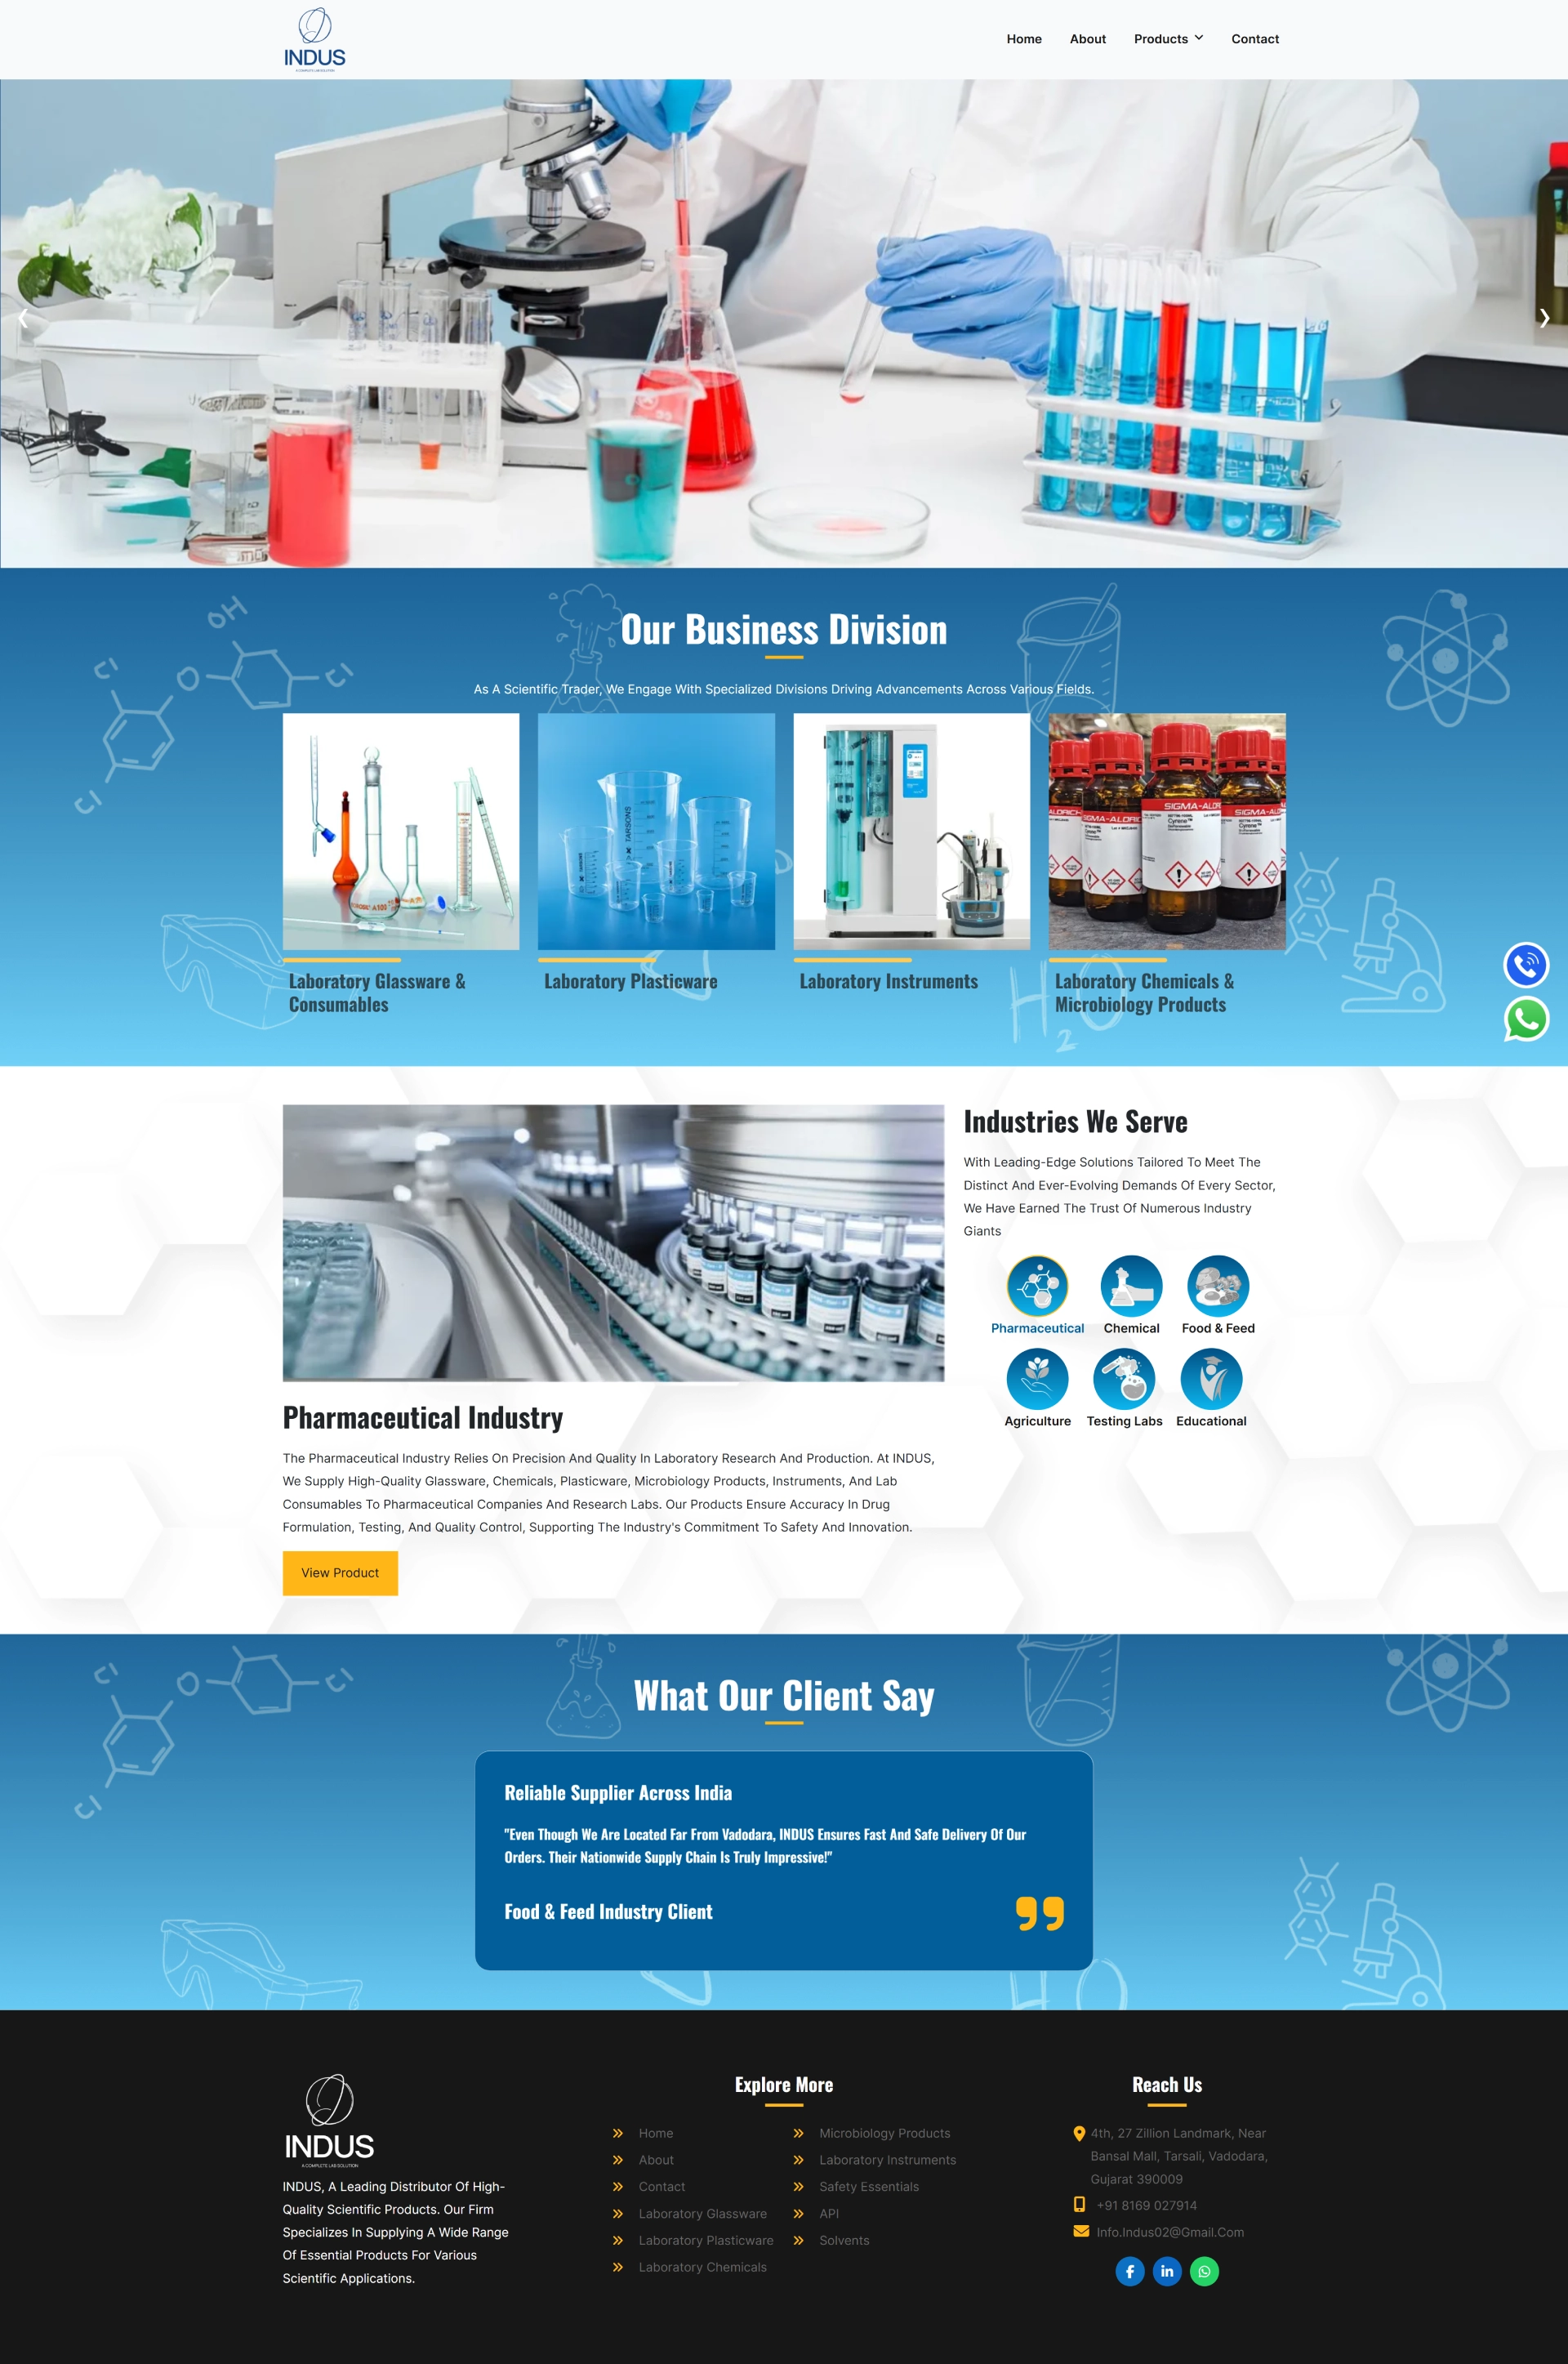 INDUS
A COMPLETE LAB SOLUTION
Home
About
Products
Contact
Our Business Division
As A Scientific Trader, We Engage With Specialized Divisions Driving Advancements Across Various Fields.
TARSONS
SIGMA-ALDR
Cyrene™
Laboratory Glassware &
Consumables
Laboratory Plasticware
Laboratory Instruments
Laboratory Chemicals &
Microbiology Products
Industries We Serve
With Leading-Edge Solutions Tailored To Meet The
Distinct And Ever-Evolving Demands Of Every Sector,
We Have Earned The Trust Of Numerous Industry
Giants
Pharmaceutical
Chemical
Food & Feed
Agriculture
Testing Labs
Educational
Pharmaceutical Industry
The Pharmaceutical Industry Relies On Precision And Quality In Laboratory Research And Production. At INDUS,
We Supply High-Quality Glassware, Chemicals, Plasticware, Microbiology Products, Instruments, And Lab
Consumables To Pharmaceutical Companies And Research Labs. Our Products Ensure Accuracy In Drug
Formulation, Testing, And Quality Control, Supporting The Industry's Commitment To Safety And Innovation.
View Product
What Our Client Say
Reliable Supplier Across India
"Even Though We Are Located Far From Vadodara, INDUS Ensures Fast And Safe Delivery Of Our
Orders. Their Nationwide Supply Chain Is Truly Impressive!"
Food & Feed Industry Client
INDUS
A COMPLETE LAB SOLUTION
INDUS, A Leading Distributor Of High-
Quality Scientific Products. Our Firm
Specializes In Supplying A Wide Range
Of Essential Products For Various
Scientific Applications.
Explore More
Home
About
Contact
Laboratory Glassware
Laboratory Plasticware
Laboratory Chemicals
Microbiology Products
Laboratory Instruments
Safety Essentials
API
Solvents
Reach Us
4th, 27 Zillion Landmark, Near
Bansal Mall, Tarsali, Vadodara,
Gujarat 390009
+91 8169 027914
Info.Indus02@Gmail.Com